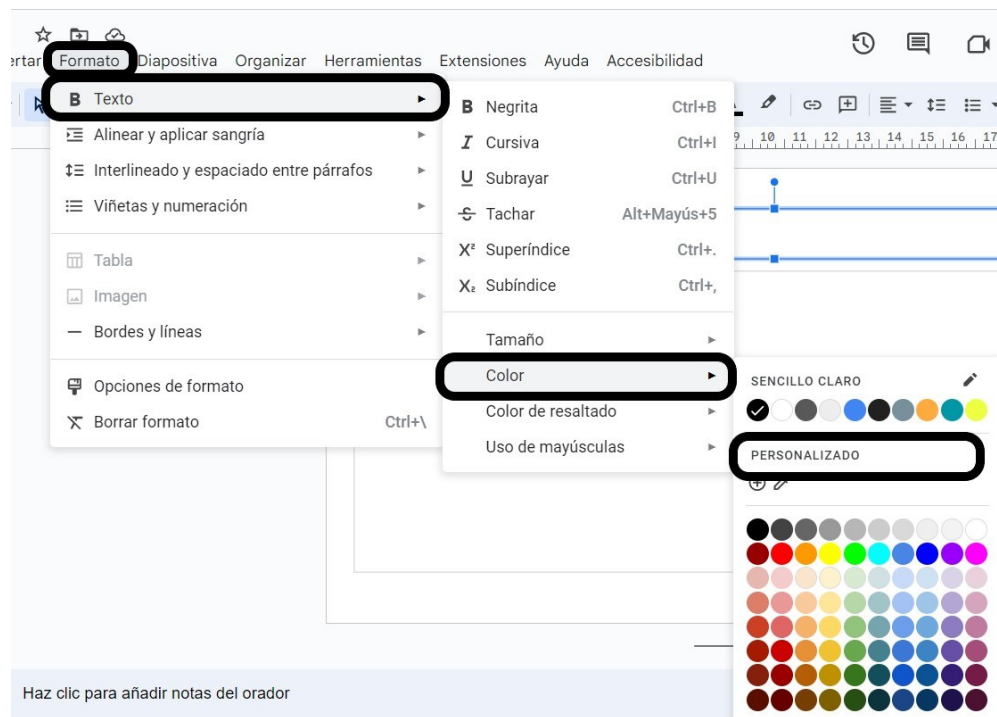 ertar Formato Diapositiva Organizar Herramientas Extensiones Ayuda Accesibilidad
B Texto
Alinear y aplicar sangría
Interlineado y espaciado entre párrafos
Viñetas y numeración
Tabla
Imagen
Bordes y líneas
Opciones de formato
Borrar formato Ctrl+\
B Negrita Ctrl+B
I Cursiva Ctrl+I
U Subrayar Ctrl+U
S Tachar Alt+Mayús+5
X² Superíndice Ctrl+.
X₂ Subíndice Ctrl+,
Tamaño
Color
Color de resaltado
Uso de mayúsculas
9 10 11 12 13 14 15 16 17
SENCILLO CLARO
PERSONALIZADO
Haz clic para añadir notas del orador